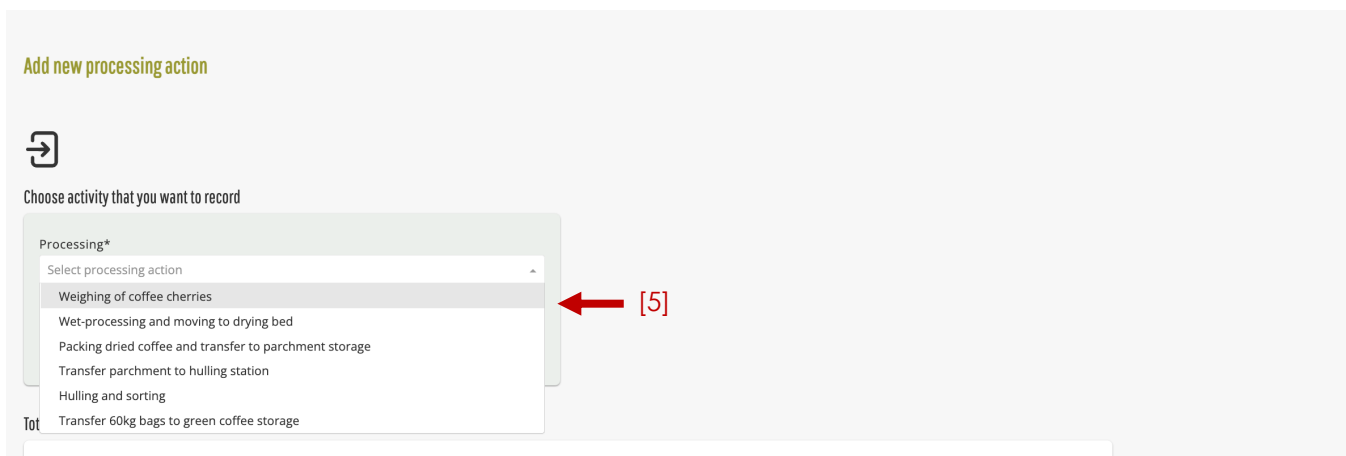 Add new processing action
Choose activity that you want to record
Processing*
Select processing action
Weighing of coffee cherries
[5]
Wet-processing and moving to drying bed
Packing dried coffee and transfer to parchment storage
Transfer parchment to hulling station
Hulling and sorting
Transfer 60kg bags to green coffee storage
Tot